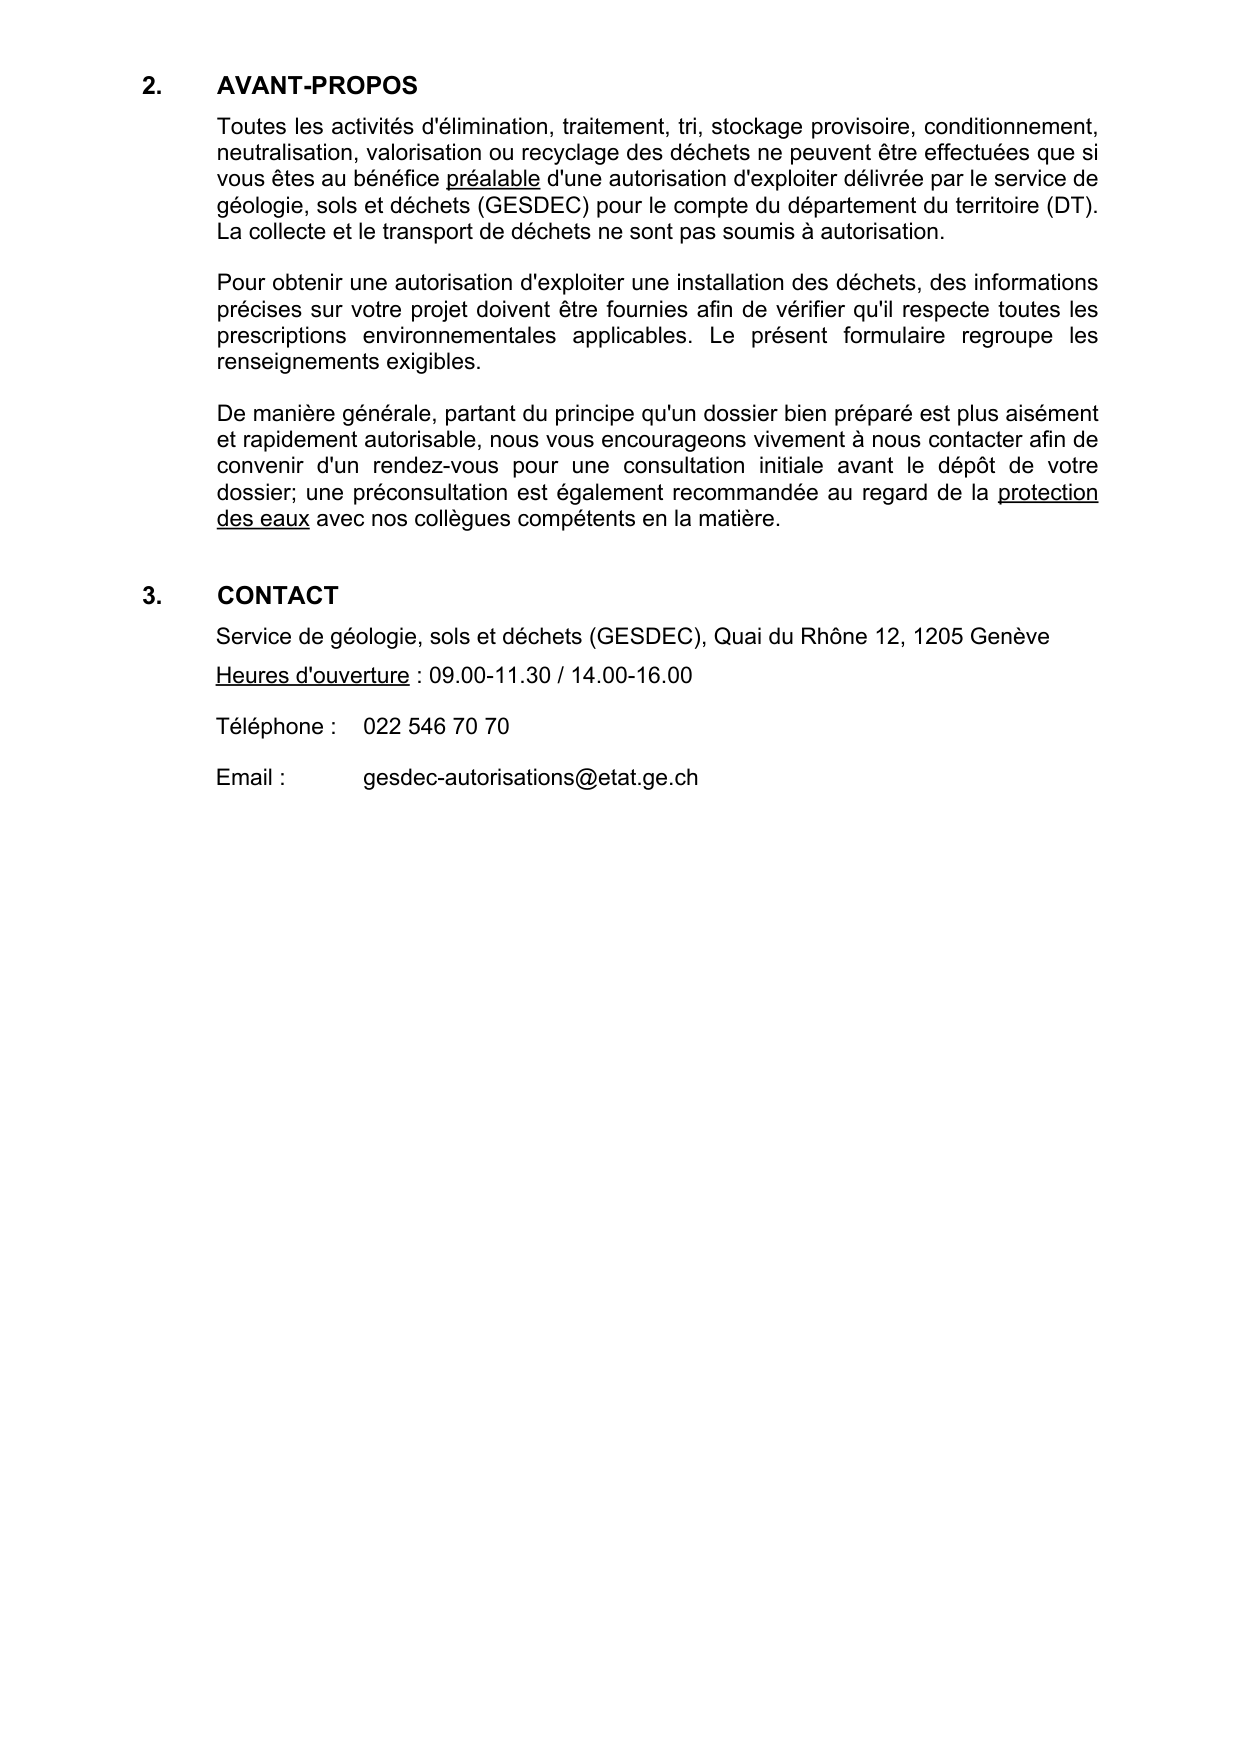 2. AVANT-PROPOS
Toutes les activités d'élimination, traitement, tri, stockage provisoire, conditionnement,
neutralisation, valorisation ou recyclage des déchets ne peuvent être effectuées que si
vous êtes au bénéfice préalable d'une autorisation d'exploiter délivrée par le service de
géologie, sols et déchets (GESDEC) pour le compte du département du territoire (DT).
La collecte et le transport de déchets ne sont pas soumis à autorisation.
Pour obtenir une autorisation d'exploiter une installation des déchets, des informations
précises sur votre projet doivent être fournies afin de vérifier qu'il respecte toutes les
prescriptions environnementales applicables. Le présent formulaire regroupe les
renseignements exigibles.
De manière générale, partant du principe qu'un dossier bien préparé est plus aisément
et rapidement autorisable, nous vous encourageons vivement à nous contacter afin de
convenir d'un rendez-vous pour une consultation initiale avant le dépôt de votre
dossier; une préconsultation est également recommandée au regard de la protection
des eaux avec nos collègues compétents en la matière.
3. CONTACT
Service de géologie, sols et déchets (GESDEC), Quai du Rhône 12, 1205 Genève
Heures d'ouverture : 09.00-11.30 / 14.00-16.00
Téléphone : 022 546 70 70
Email : gesdec-autorisations@etat.ge.ch